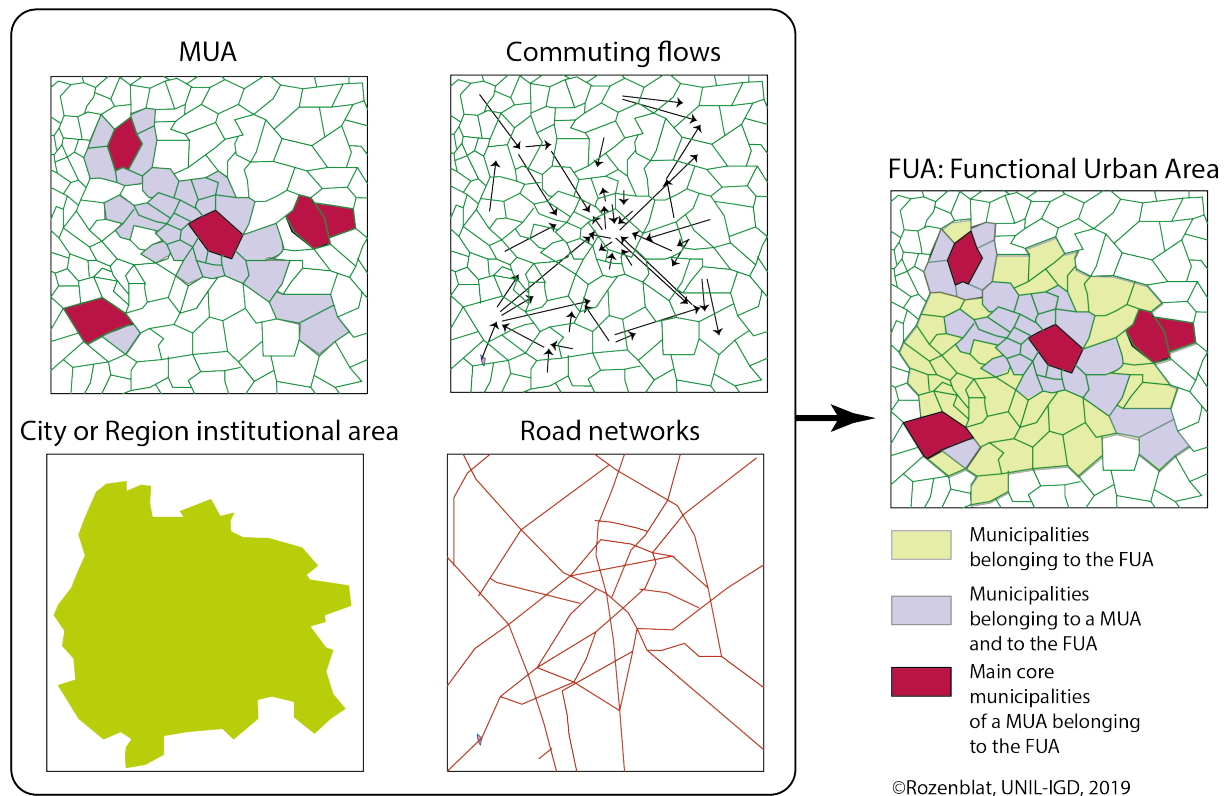 MUA
Commuting flows
City or Region institutional area
Road networks
FUA: Functional Urban Area
Municipalities
belonging to the FUA
Municipalities
belonging to a MUA
and to the FUA
Main core
municipalities
of a MUA belonging
to the FUA
©Rozenblat, UNIL-IGD, 2019